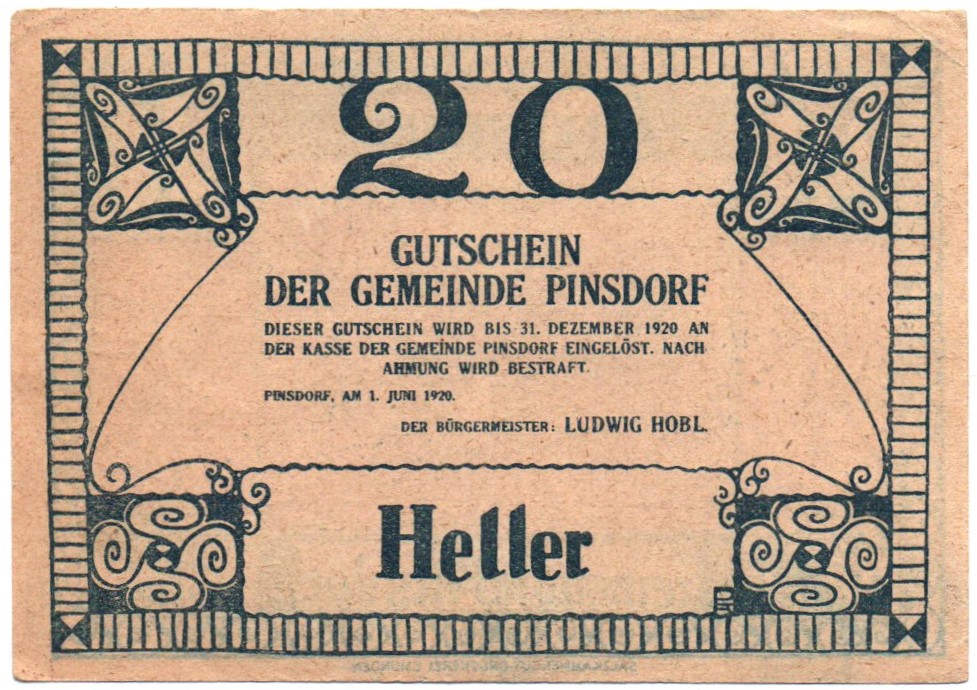 20
GUTSCHEIN
DER GEMEINDE PINSDORF
DIESER GUTSCHEIN WIRD BIS 31. DEZEMBER 1920 AN
DER KASSE DER GEMEINDE PINSDORF EINGELÖST. NACH
AHMUNG WIRD BESTRAFT.
PINSDORF, AM 1. JUNI 1920.
DER BÜRGERMEISTER: LUDWIG HOBL.
Heller